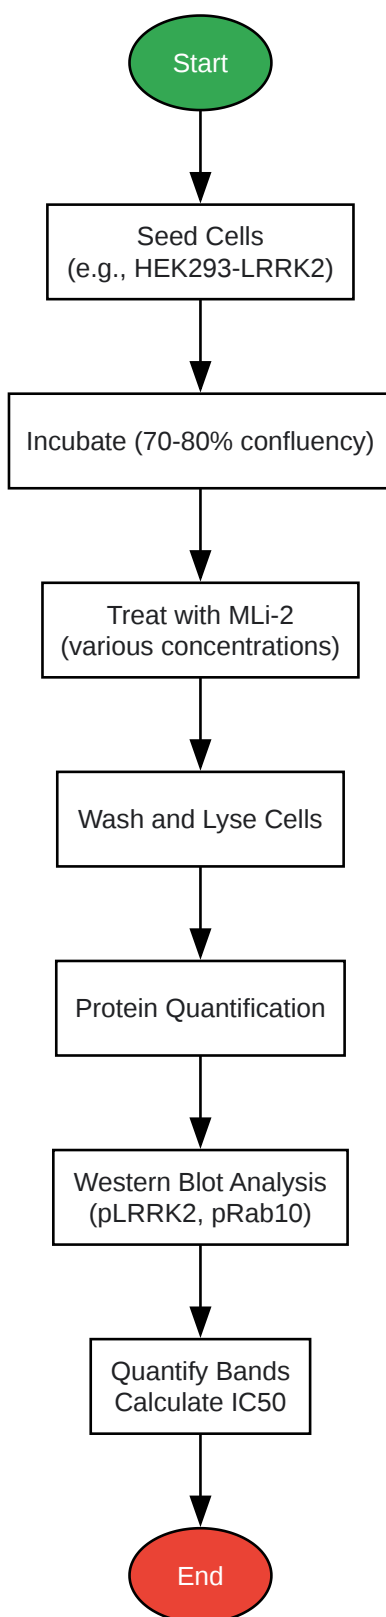 Start
Seed Cells
(e.g., HEK293-LRRK2)
Incubate (70-80% confluency)
Treat with MLi-2
(various concentrations)
Wash and Lyse Cells
Protein Quantification
Western Blot Analysis
(pLRRK2, pRab10)
Quantify Bands
Calculate IC50
End